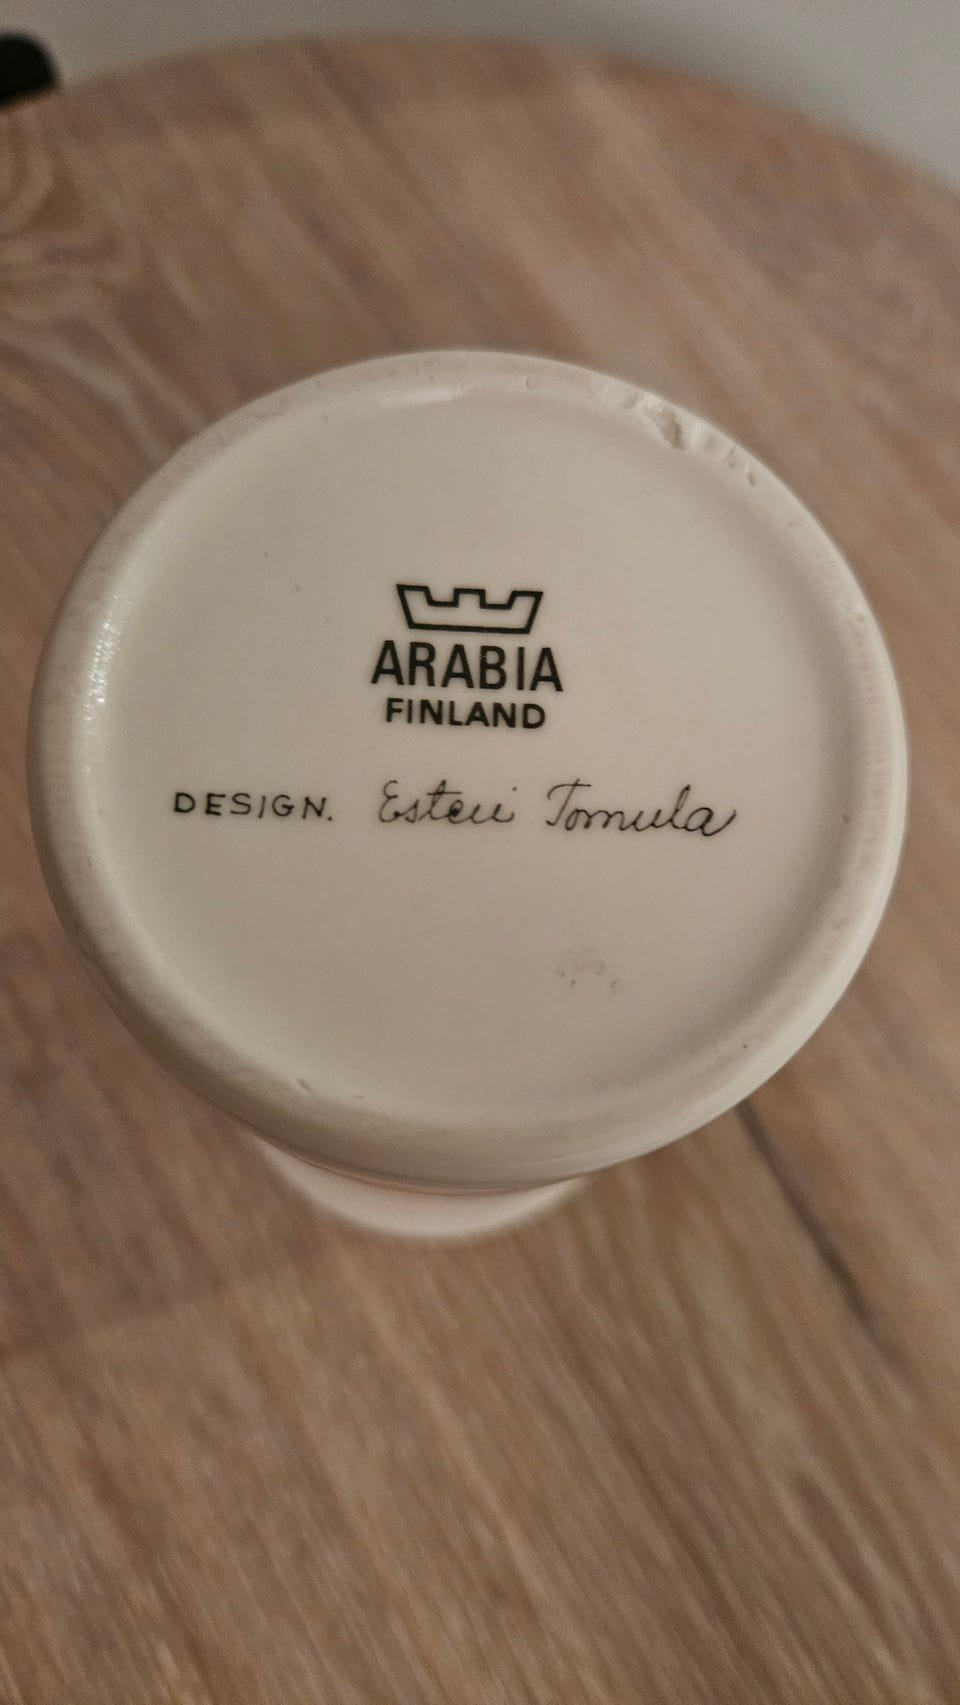 ARABIA
FINLAND
DESIGN. Esteri Tomula